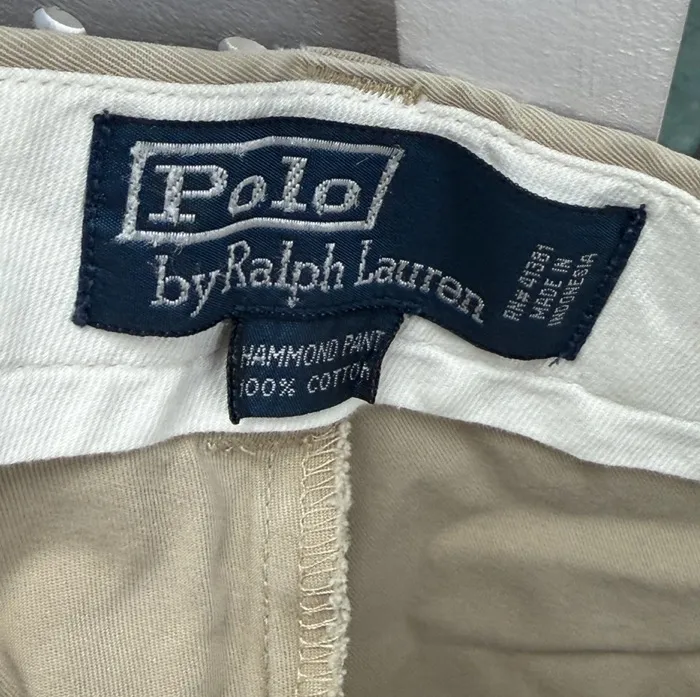 Polo
by Ralph Lauren
RN# 41381
MADE IN
INDONESIA
HAMMOND PANT
100% COTTON